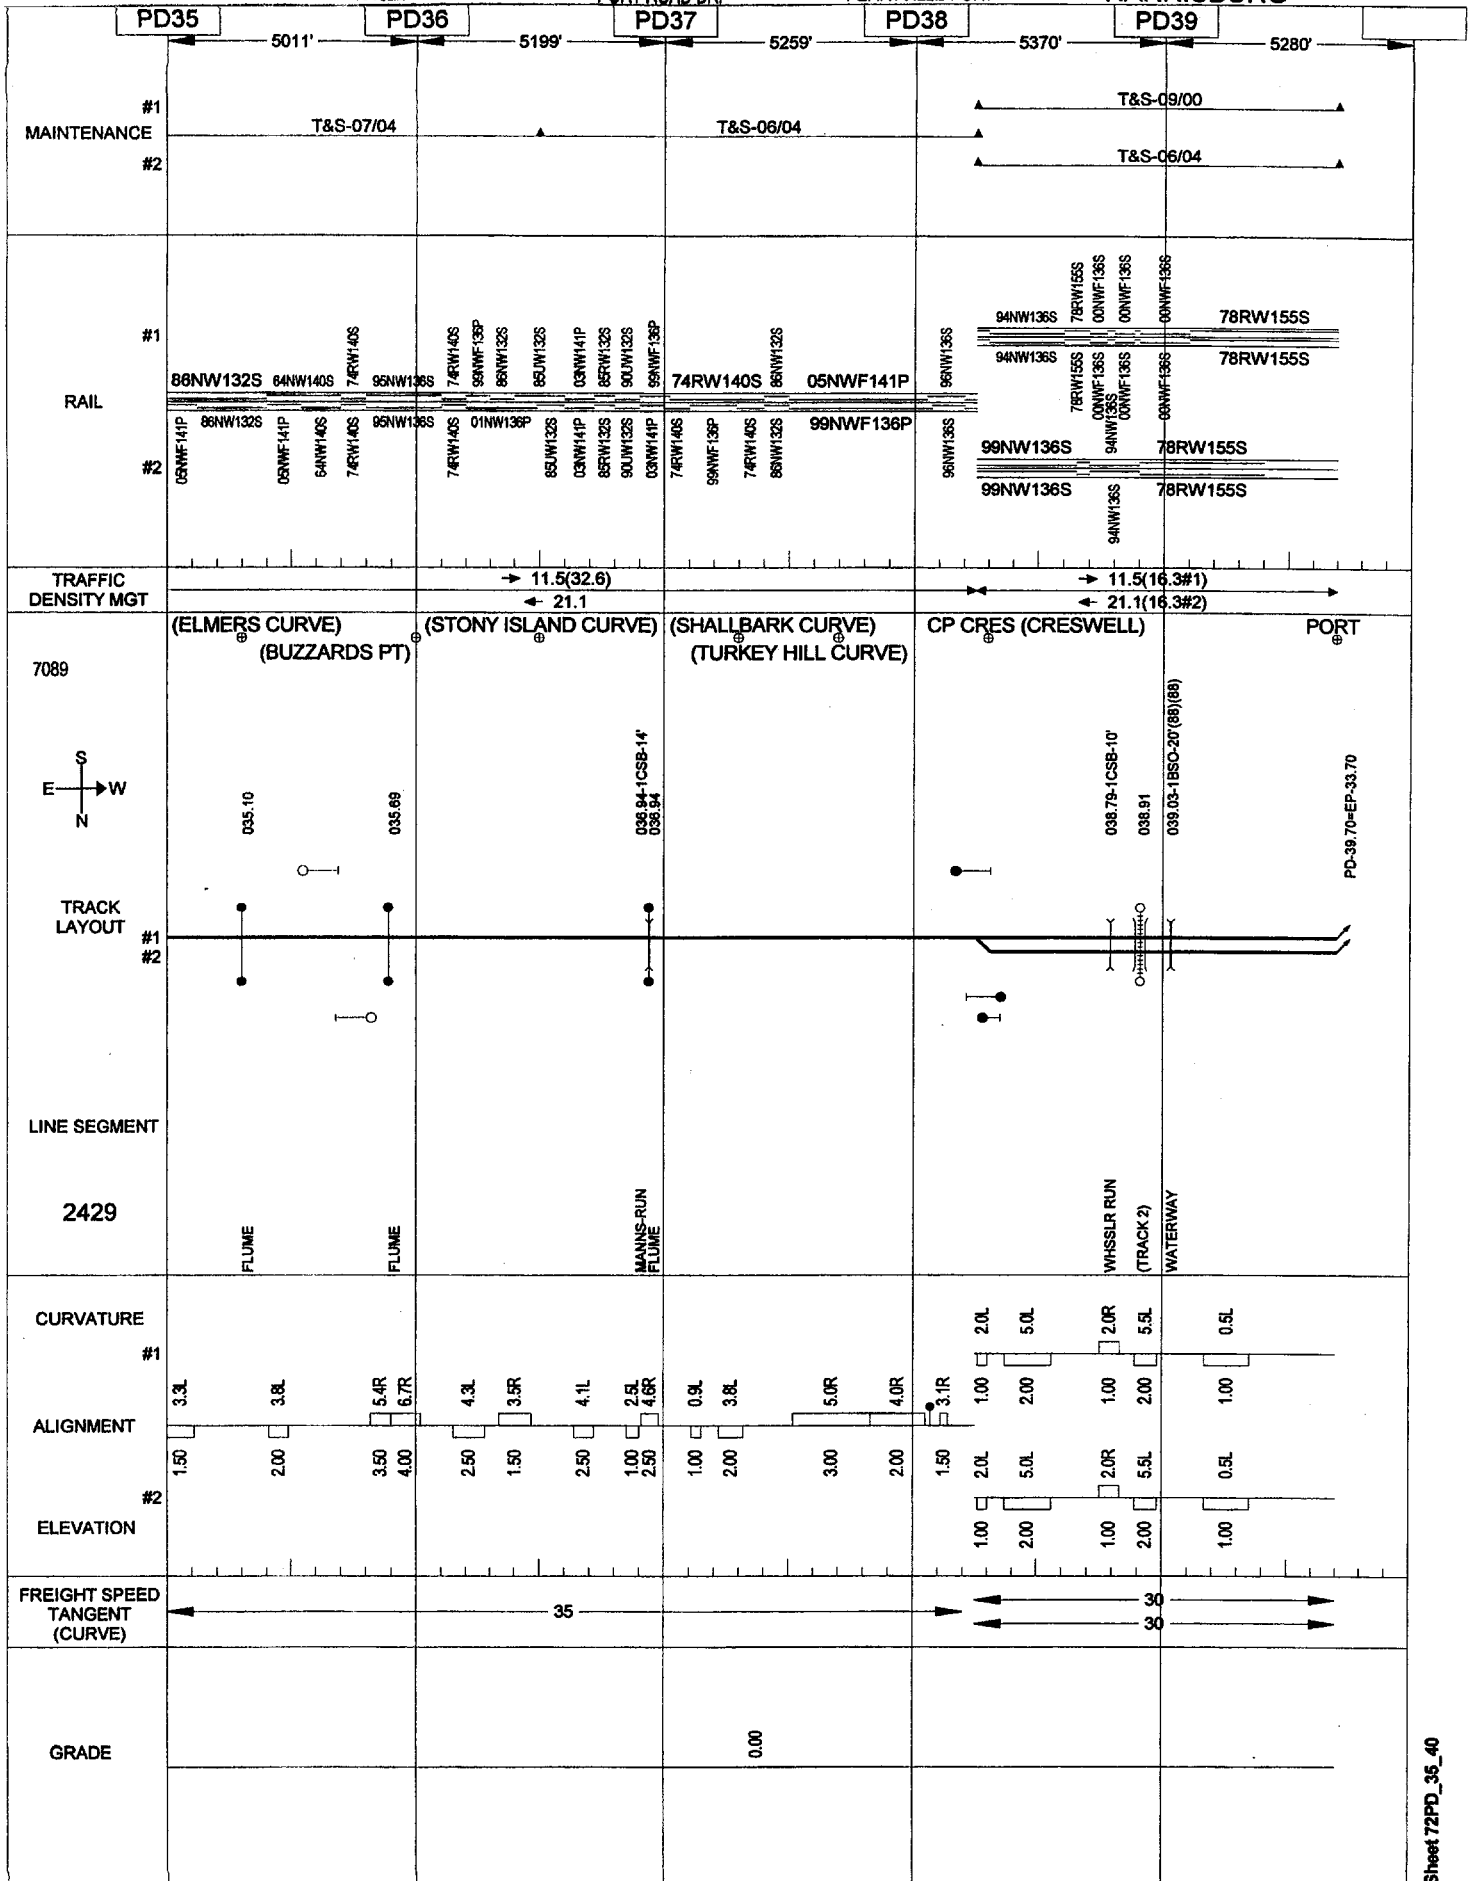 HARRISBURG
PD35 PD36 PD37 PD38 PD39
5011' 5199' 5259' 5370' 5280'
#1 T&S-09/00
MAINTENANCE T&S-07/04 T&S-06/04
#2 T&S-06/04
78RW155S 00NWF136S 00NWF136S 00NWF136S
94NW136S 78RW155S
#1
74RW140S 74RW140S 99NWF136P 86NW132S 85UW132S 03NW141P 85RW132S 90UW132S 99NWF136P 86NW132S 96NW136S
94NW136S 78RW155S
86NW132S 64NW140S 95NW136S 74RW140S 05NWF141P
78RW155S 00NWF136S 94NW136S 00NWF136S 00NWF136S
RAIL
86NW132S 95NW136S 01NW136P 99NWF136P
05NWF141P 05NWF141P 64NW140S 74RW140S 74RW140S 85UW132S 03NW141P 85RW132S 90UW132S 03NW141P 74RW140S 99NWF136P 74RW140S 86NW132S 96NW136S
99NW136S 78RW155S
#2
99NW136S 78RW155S
94NW136S
TRAFFIC
DENSITY MGT
11.5(32.6) 11.5(16.3#1)
21.1 21.1(16.3#2)
(ELMERS CURVE) (STONY ISLAND CURVE) (SHALLBARK CURVE) CP CRES (CRESWELL) PORT
(BUZZARDS PT) (TURKEY HILL CURVE)
7089
S
E W
N
035.10 035.69 036.94-1CSB-14' 036.94 038.79-1CSB-10' 038.91 039.03-1BSO-20'(88)(88) PD-39.70=EP-33.70
TRACK
LAYOUT
#1
#2
LINE SEGMENT
2429
FLUME FLUME MANNS-RUN FLUME WHSSLR RUN (TRACK 2) WATERWAY
CURVATURE
2.0L 5.0L 2.0R 5.5L 0.5L
#1
1.00 2.00 1.00 2.00 1.00
3.3L 3.8L 5.4R 6.7R 4.3L 3.5R 4.1L 2.5L 4.6R 0.9L 3.8L 5.0R 4.0R 3.1R
ALIGNMENT
1.50 2.00 3.50 4.00 2.50 1.50 2.50 1.00 2.50 1.00 2.00 3.00 2.00 1.50
2.0L 5.0L 2.0R 5.5L 0.5L
#2
ELEVATION
1.00 2.00 1.00 2.00 1.00
FREIGHT SPEED
TANGENT
(CURVE)
35
30
30
GRADE
0.00
Sheet 72PD_35_40